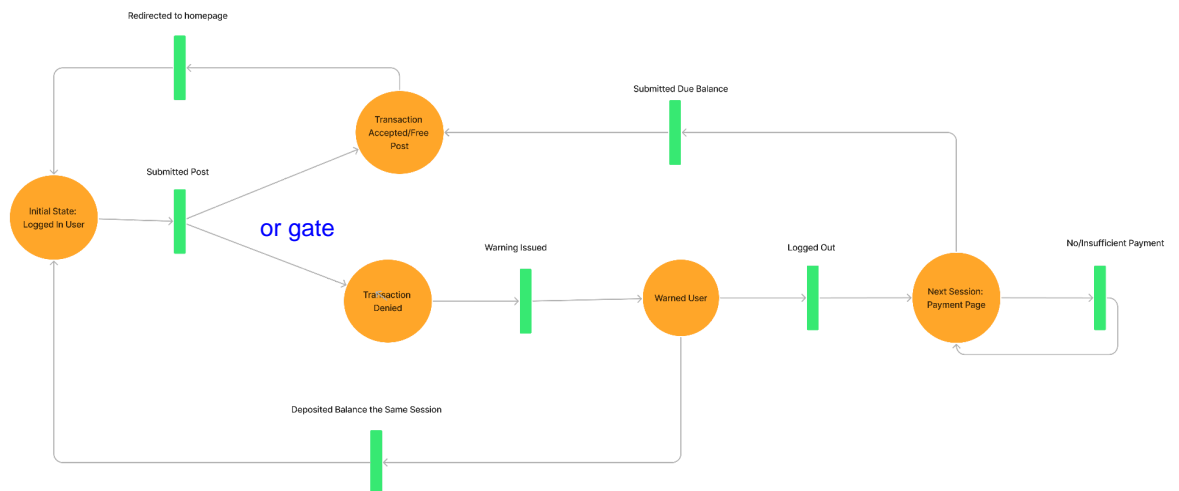 Redirected to homepage
Submitted Due Balance
Transaction
Accepted/Free
Post
Submitted Post
Initial State:
Logged In User
or gate
Warning Issued
Logged Out
No/Insufficient Payment
Transaction
Denied
Warned User
Next Session:
Payment Page
Deposited Balance the Same Session